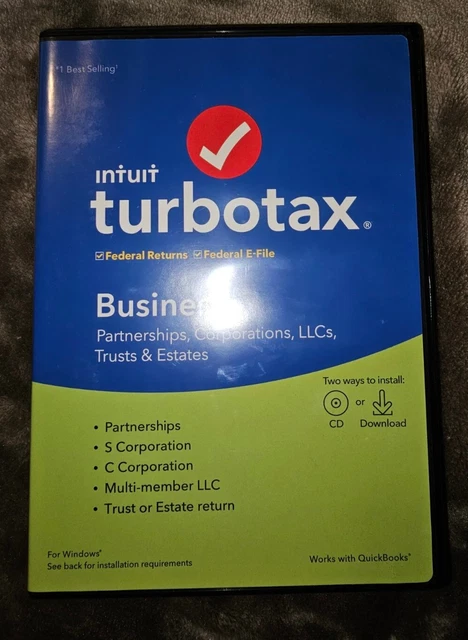 #1 Best Selling¹
ıntuıt
turbotax®
Federal Returns Federal E-File
Partnerships, Corporations, LLCs,
Trusts & Estates
Two ways to install:
or
CD Download
• Partnerships
• S Corporation
• C Corporation
• Multi-member LLC
• Trust or Estate return
For Windows®
See back for installation requirements
Works with QuickBooks®